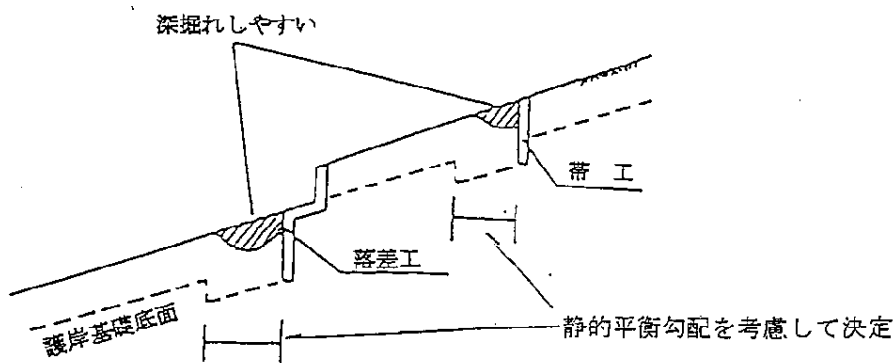 深掘れしやすい
帯 工
落差工
護岸基礎底面
静的平衡勾配を考慮して決定